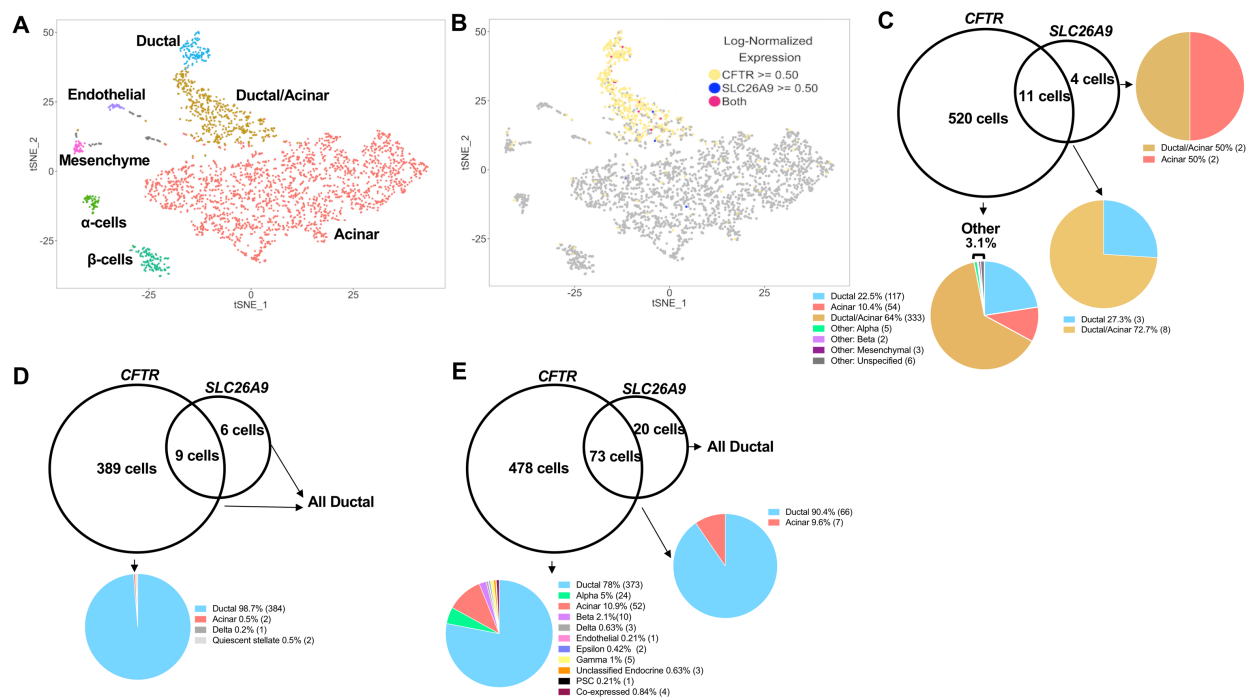 A
50
25
0
-25
tSNE_2
-25
0
25
tSNE_1
Ductal
Endothelial
Ductal/Acinar
Mesenchyme
α-cells
β-cells
Acinar
B
50
25
0
-25
tSNE_2
-25
0
25
tSNE_1
Log-Normalized
Expression
CFTR >= 0.50
SLC26A9 >= 0.50
Both
C
CFTR
SLC26A9
4 cells
11 cells
520 cells
Ductal/Acinar 50% (2)
Acinar 50% (2)
Other
3.1%
Ductal 22.5% (117)
Acinar 10.4% (54)
Ductal/Acinar 64% (333)
Other: Alpha (5)
Other: Beta (2)
Other: Mesenchymal (3)
Other: Unspecified (6)
Ductal 27.3% (3)
Ductal/Acinar 72.7% (8)
D
CFTR
SLC26A9
6 cells
9 cells
389 cells
All Ductal
Ductal 98.7% (384)
Acinar 0.5% (2)
Delta 0.2% (1)
Quiescent stellate 0.5% (2)
E
CFTR
SLC26A9
20 cells
73 cells
478 cells
All Ductal
Ductal 90.4% (66)
Acinar 9.6% (7)
Ductal 78% (373)
Alpha 5% (24)
Acinar 10.9% (52)
Beta 2.1%(10)
Delta 0.63% (3)
Endothelial 0.21% (1)
Epsilon 0.42% (2)
Gamma 1% (5)
Unclassified Endocrine 0.63% (3)
PSC 0.21% (1)
Co-expressed 0.84% (4)